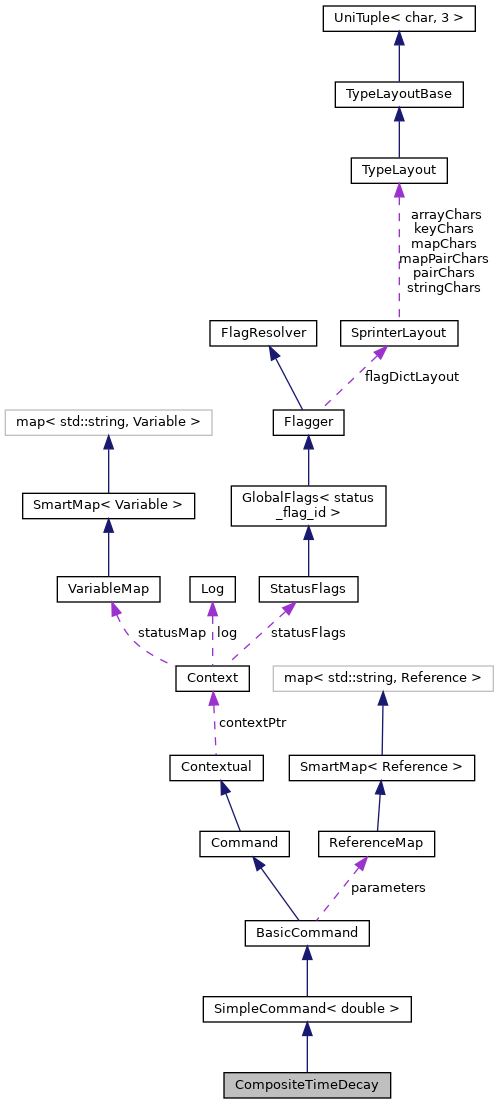 UniTuple< char, 3 >
TypeLayoutBase
TypeLayout
arrayChars
keyChars
mapChars
mapPairChars
pairChars
stringChars
FlagResolver
SprinterLayout
flagDictLayout
map< std::string, Variable >
Flagger
SmartMap< Variable >
GlobalFlags< status
_flag_id >
VariableMap
Log
StatusFlags
statusMap
log
statusFlags
Context
map< std::string, Reference >
contextPtr
Contextual
SmartMap< Reference >
Command
ReferenceMap
parameters
BasicCommand
SimpleCommand< double >
CompositeTimeDecay